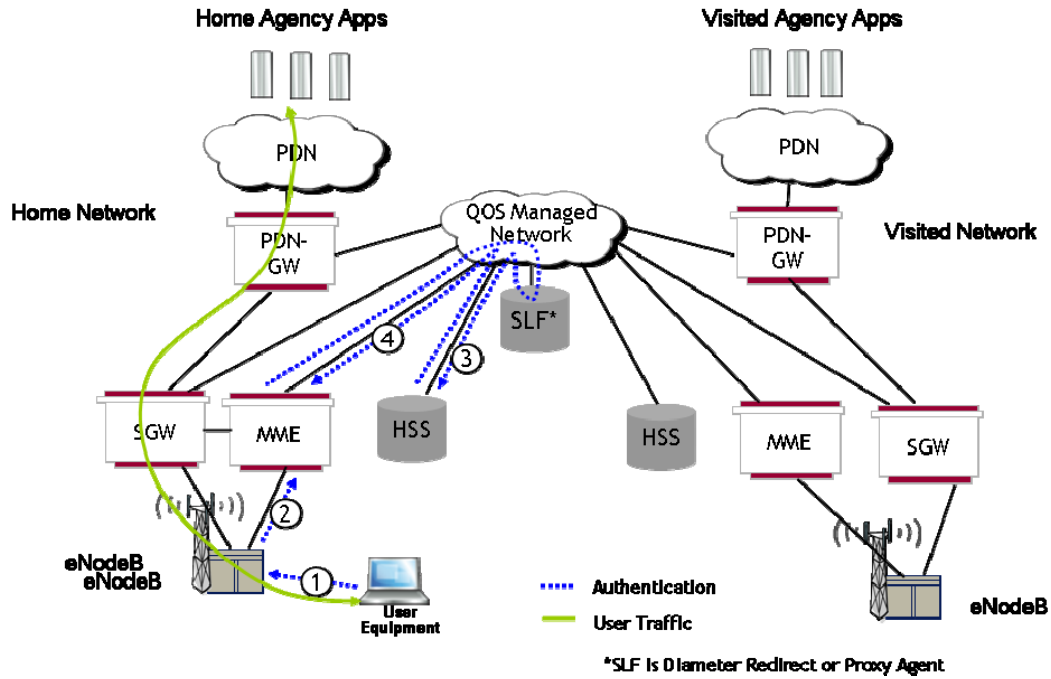 Home Agency Apps
Visited Agency Apps
PDN
PDN
Home Network
QOS Managed
Network
Visited Network
PDN-
GW
PDN-
GW
SLF*
4
3
SGW
MME
HSS
HSS
MME
SGW
2
eNodeB
eNodeB
1
User
Equipment
Authentication
User Traffic
eNodeB
*SLF is Diameter Redirect or Proxy Agent